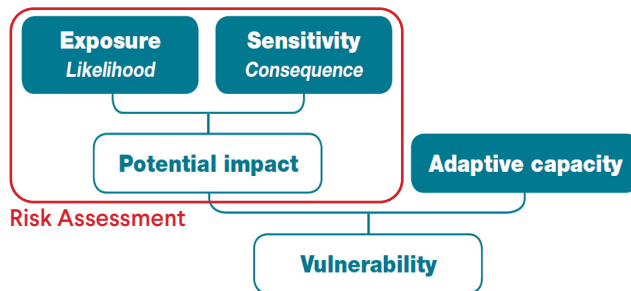 Exposure
Likelihood
Sensitivity
Consequence
Potential impact
Adaptive capacity
Risk Assessment
Vulnerability